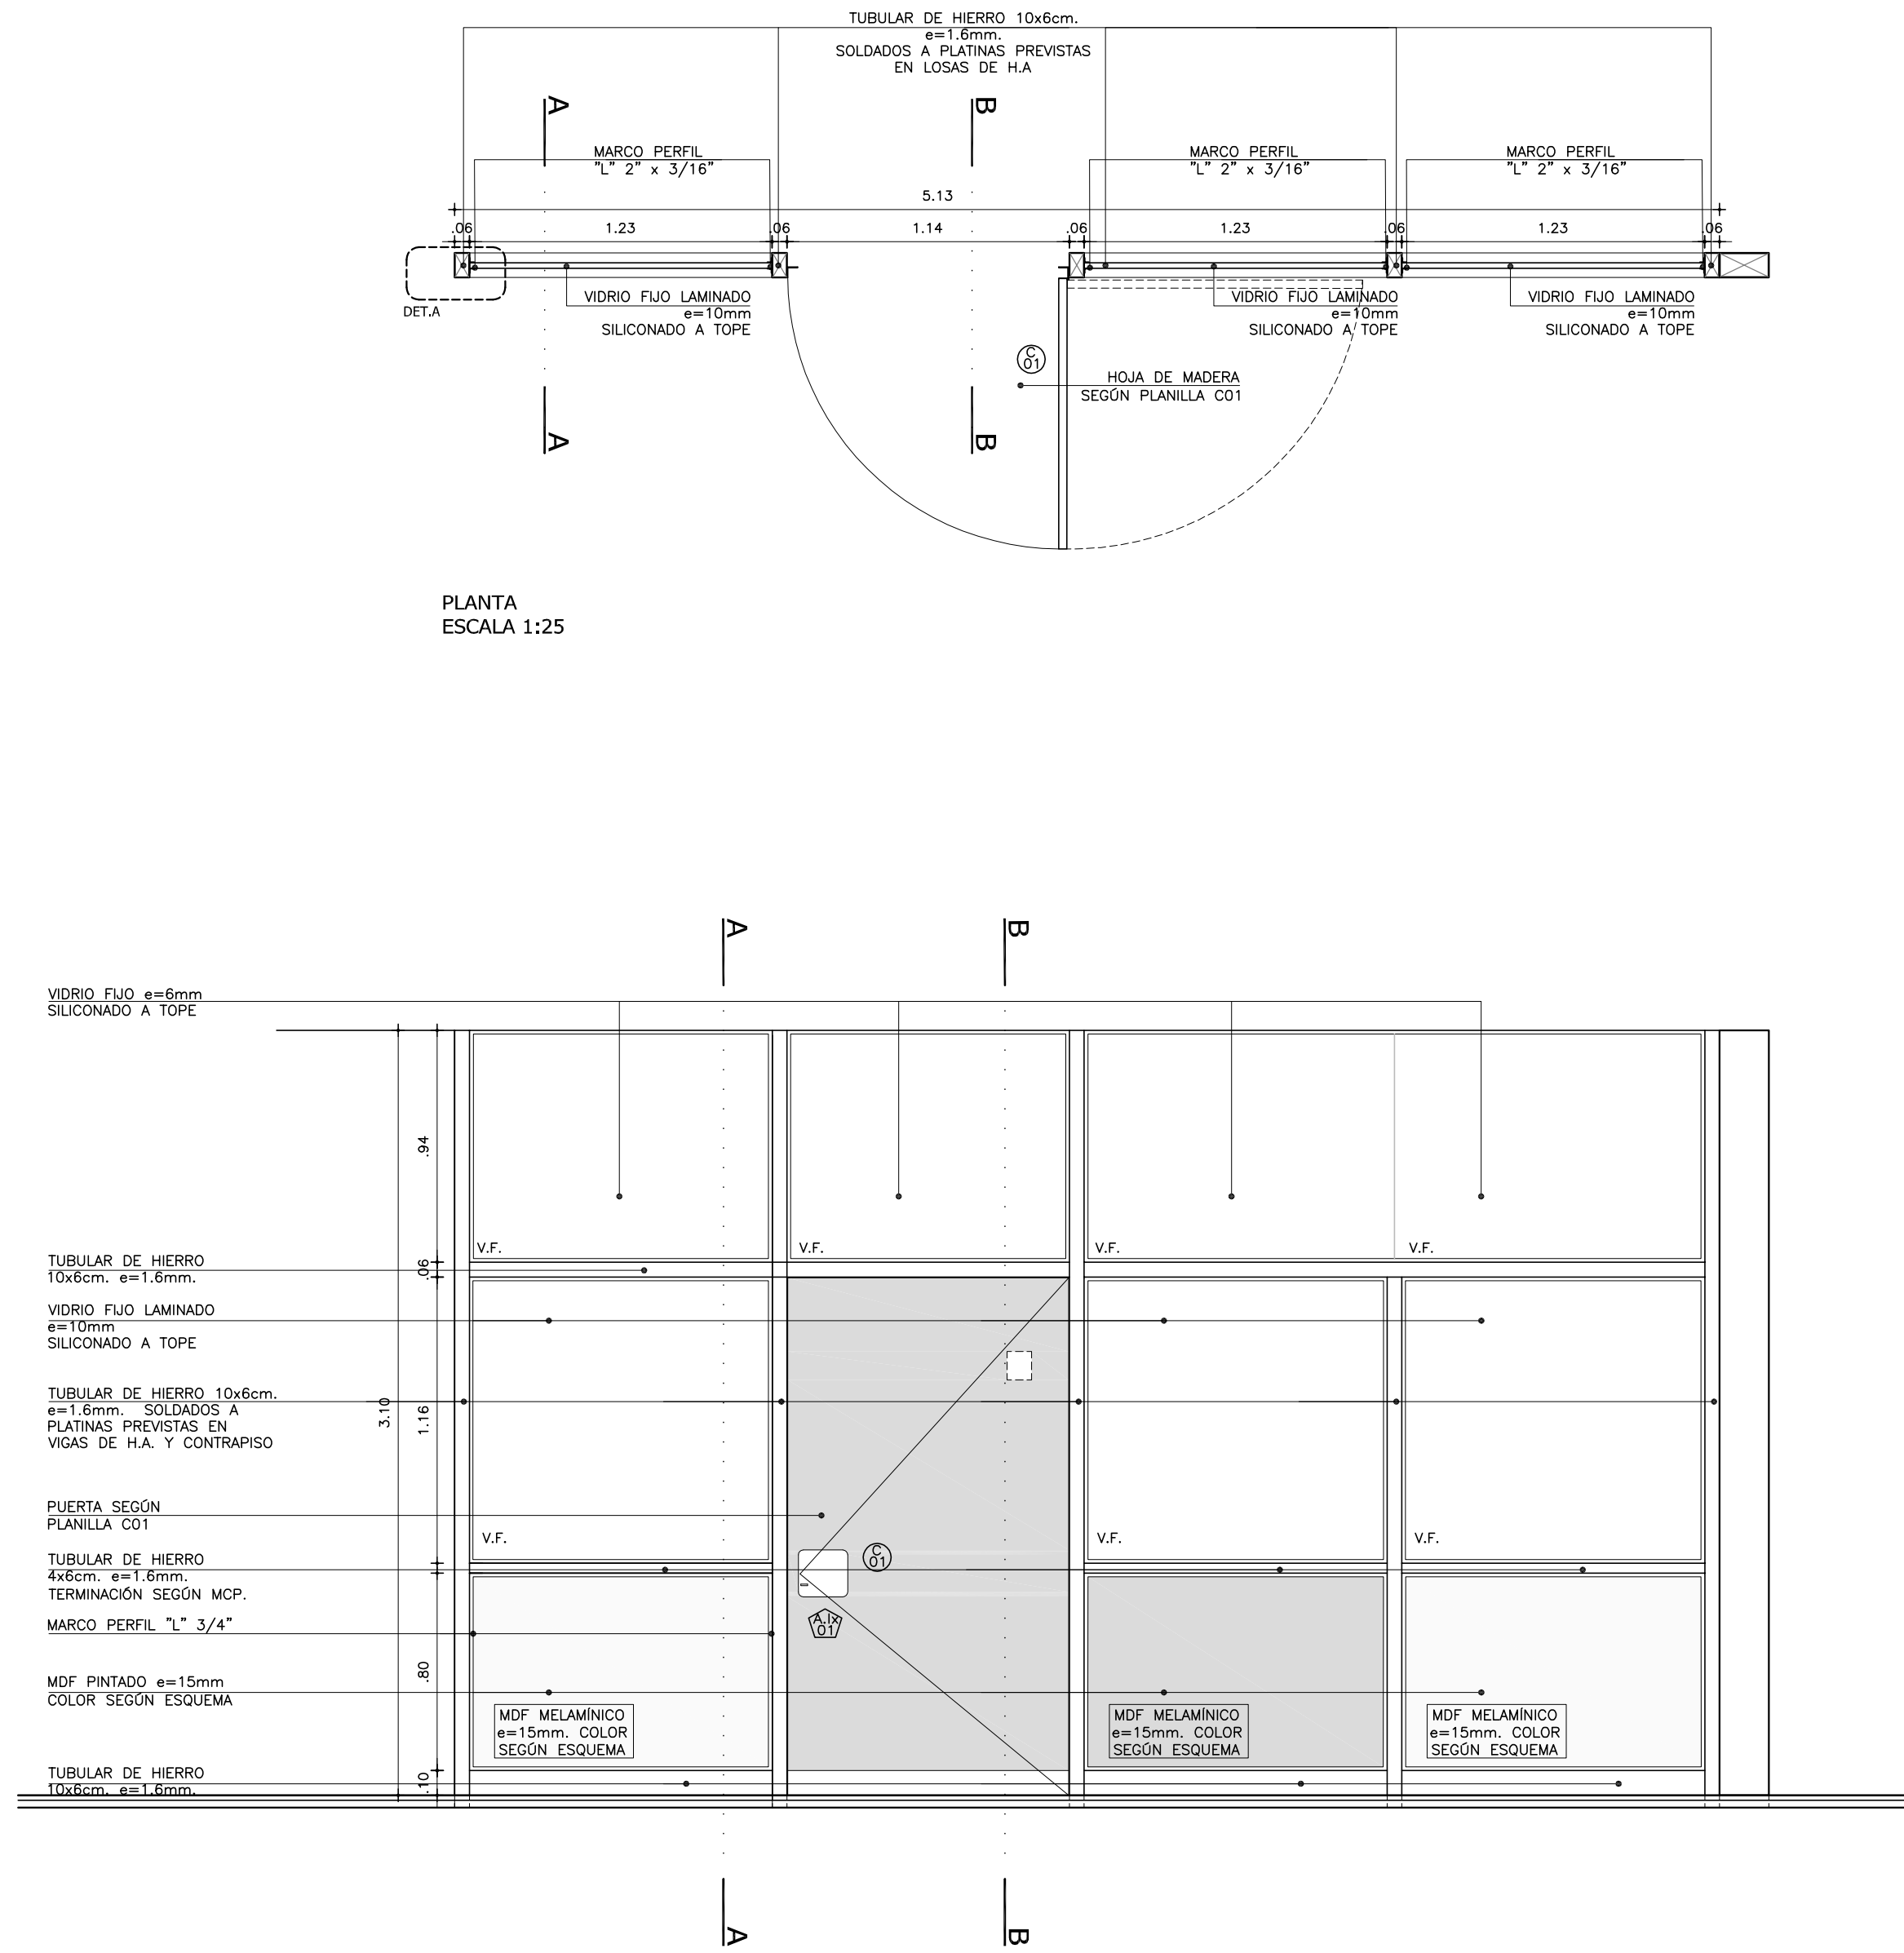 TUBULAR DE HIERRO 10x6cm.
e=1.6mm.
SOLDADOS A PLATINAS PREVISTAS
EN LOSAS DE H.A
A
B
MARCO PERFIL
"L" 2" x 3/16"
MARCO PERFIL
"L" 2" x 3/16"
MARCO PERFIL
"L" 2" x 3/16"
5.13
.06 1.23 .06 1.14 .06 1.23 .06 1.23 .06
DET.A
VIDRIO FIJO LAMINADO
e=10mm
SILICONADO A TOPE
VIDRIO FIJO LAMINADO
e=10mm
SILICONADO A TOPE
VIDRIO FIJO LAMINADO
e=10mm
SILICONADO A TOPE
C
01
HOJA DE MADERA
SEGÚN PLANILLA C01
A
B
PLANTA
ESCALA 1:25
A
B
VIDRIO FIJO e=6mm
SILICONADO A TOPE
.94
V.F.
V.F.
V.F.
V.F.
TUBULAR DE HIERRO
10x6cm. e=1.6mm.
.06
VIDRIO FIJO LAMINADO
e=10mm
SILICONADO A TOPE
TUBULAR DE HIERRO 10x6cm.
e=1.6mm. SOLDADOS A
PLATINAS PREVISTAS EN
VIGAS DE H.A. Y CONTRAPISO
3.10
1.16
PUERTA SEGÚN
PLANILLA C01
V.F.
V.F.
V.F.
C
01
TUBULAR DE HIERRO
4x6cm. e=1.6mm.
TERMINACIÓN SEGÚN MCP.
A.Ix
01
MARCO PERFIL "L" 3/4"
.80
MDF PINTADO e=15mm
COLOR SEGÚN ESQUEMA
MDF MELAMÍNICO
e=15mm. COLOR
SEGÚN ESQUEMA
MDF MELAMÍNICO
e=15mm. COLOR
SEGÚN ESQUEMA
MDF MELAMÍNICO
e=15mm. COLOR
SEGÚN ESQUEMA
TUBULAR DE HIERRO
10x6cm. e=1.6mm.
.10
A
B